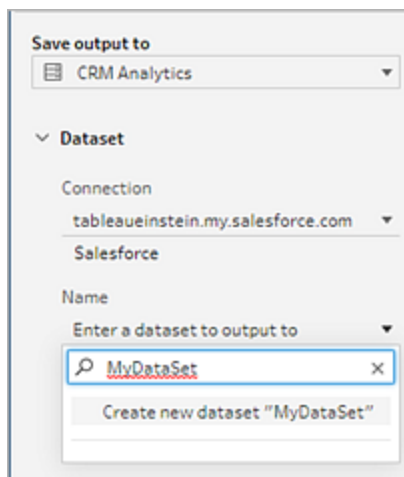 Save output to
CRM Analytics
Dataset
Connection
tableaueinstein.my.salesforce.com
Salesforce
Name
Enter a dataset to output to
MyDataSet
Create new dataset "MyDataSet"